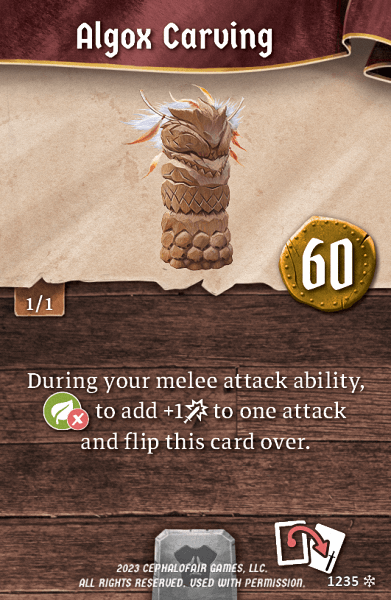 Algox Carving
60
1/1
During your melee attack ability,
to add +1 to one attack
and flip this card over.
2023 CEPHALOFAIR GAMES, LLC.
ALL RIGHTS RESERVED. USED WITH PERMISSION.
1235